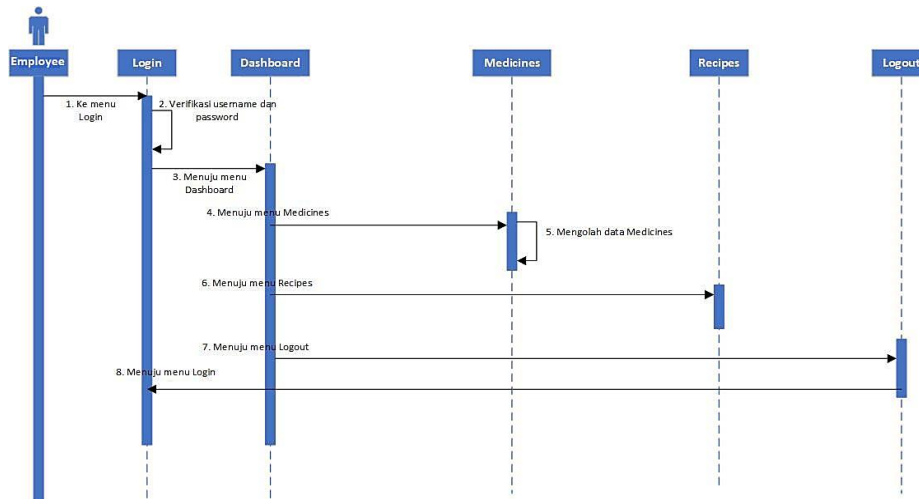 Employee
Login
Dashboard
Medicines
Recipes
Logout
1. Ke menu
Login
2. Verifikasi username dan
password
3. Menuju menu
Dashboard
4. Menuju menu Medicines
5. Mengolah data Medicines
6. Menuju menu Recipes
7. Menuju menu Logout
8. Menuju menu Login